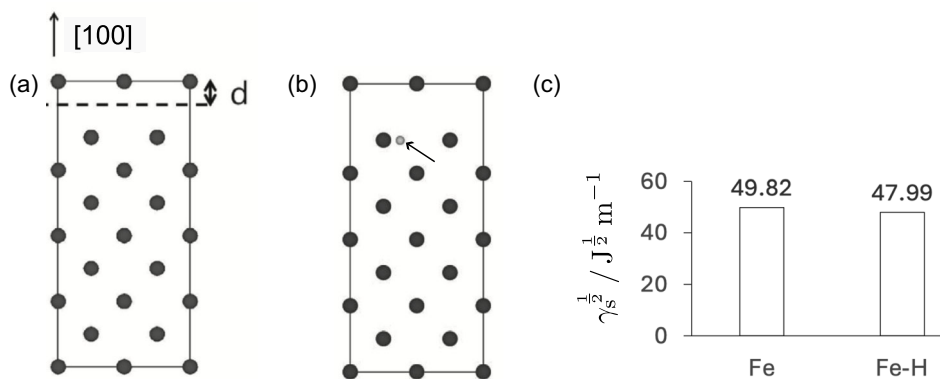 [100]
(a)
d
(b)
(c)
γₛ^½ / J^½ m⁻¹
60
40
20
0
49.82
47.99
Fe
Fe-H